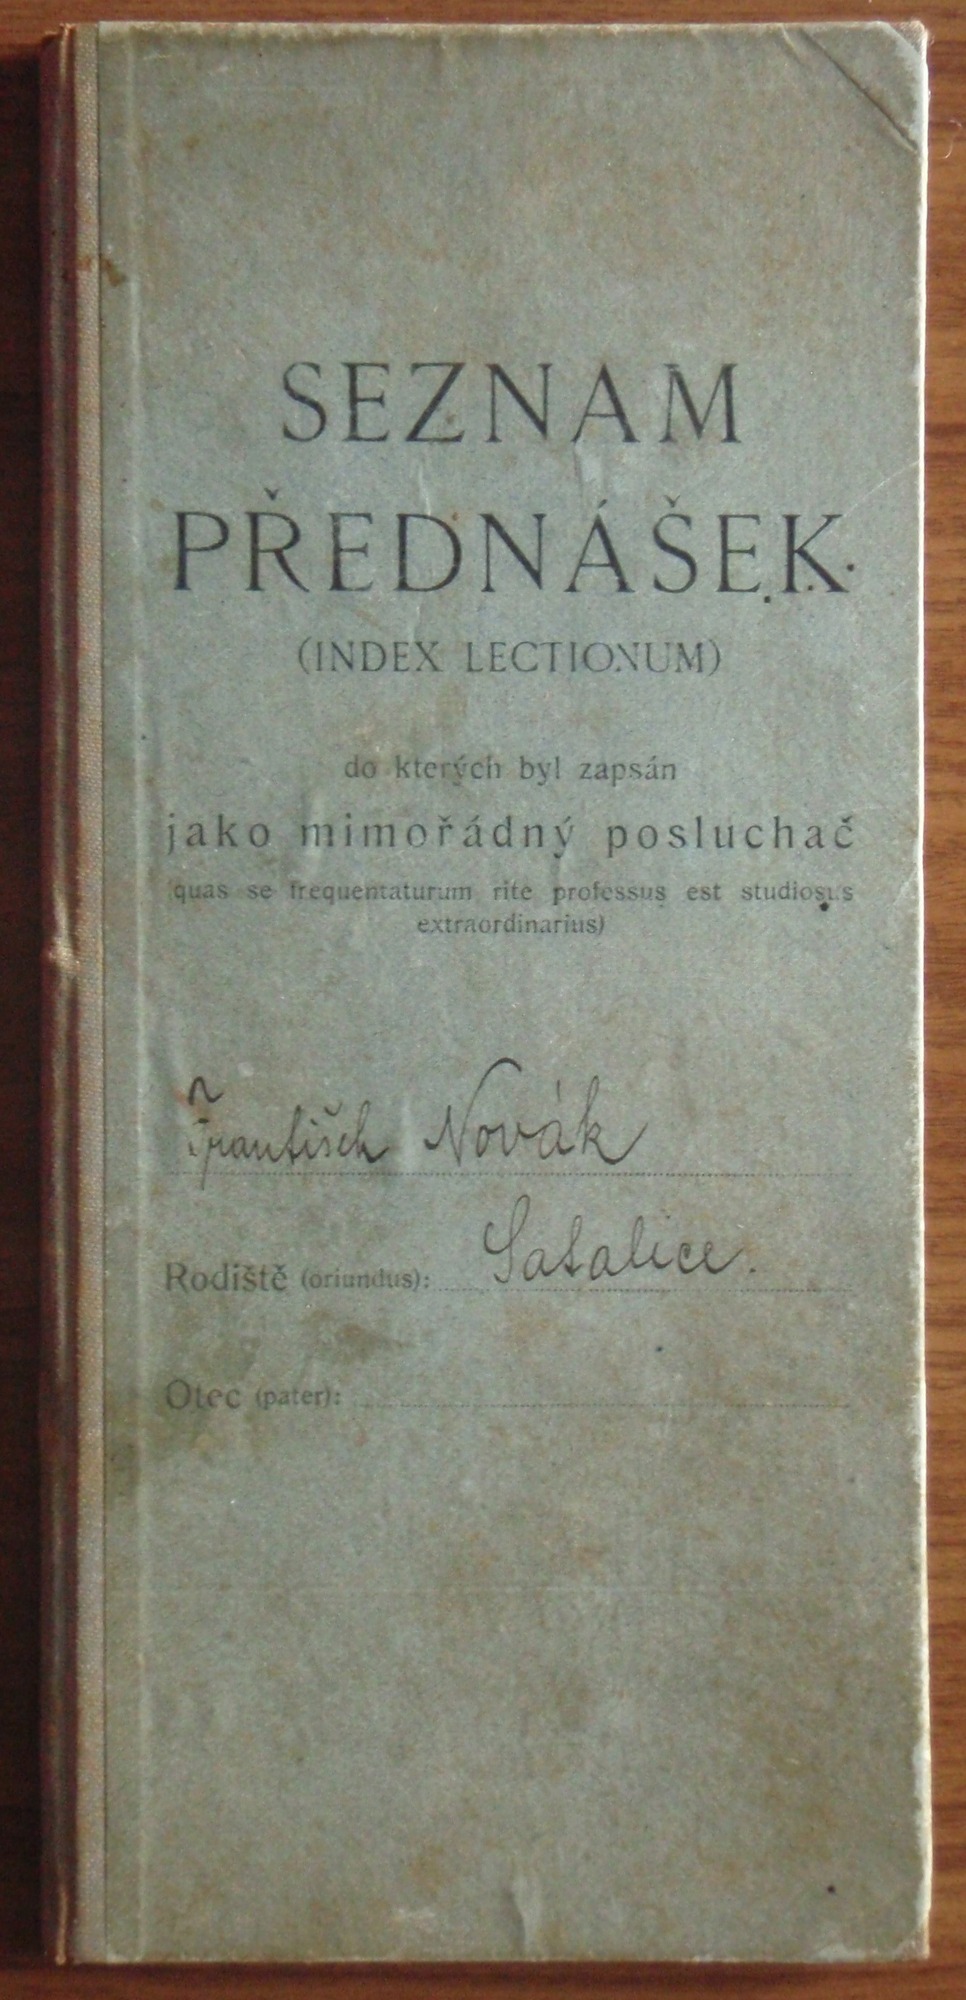 SEZNAM
PŘEDNÁŠEK
(INDEX LECTIONUM)
do kterých byl zapsán
jako mimořádný posluchač
(quas se frequentaturum rite professus est studiosus
extraordinarius)
František Novák
Rodiště (oriundus): Satalice.
Otec (pater):